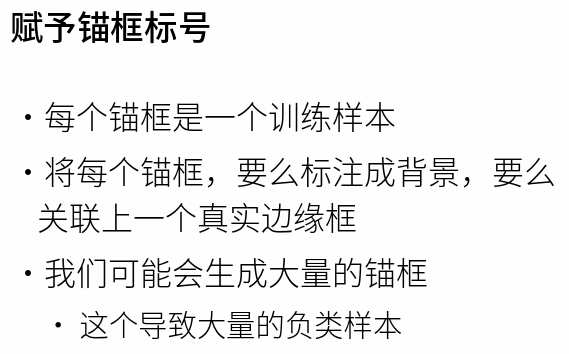 赋予锚框标号
• 每个锚框是一个训练样本
• 将每个锚框，要么标注成背景，要么
关联上一个真实边缘框
• 我们可能会生成大量的锚框
• 这个导致大量的负类样本